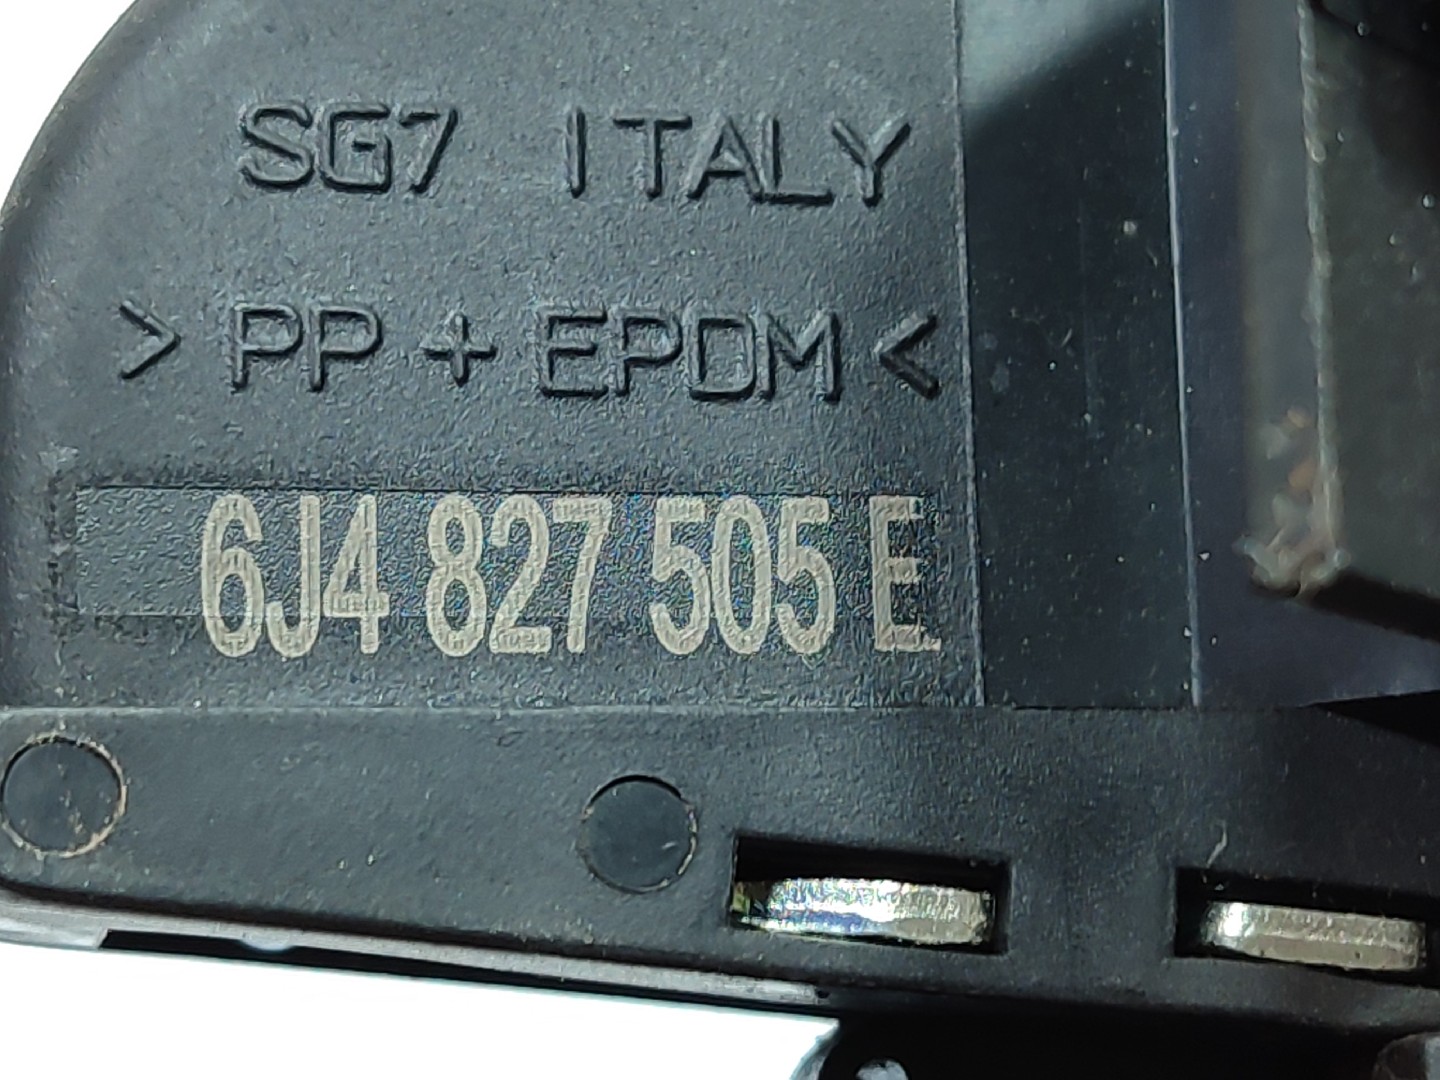 SG7 ITALY
> PP + EPDM <
6J4 827 505 E